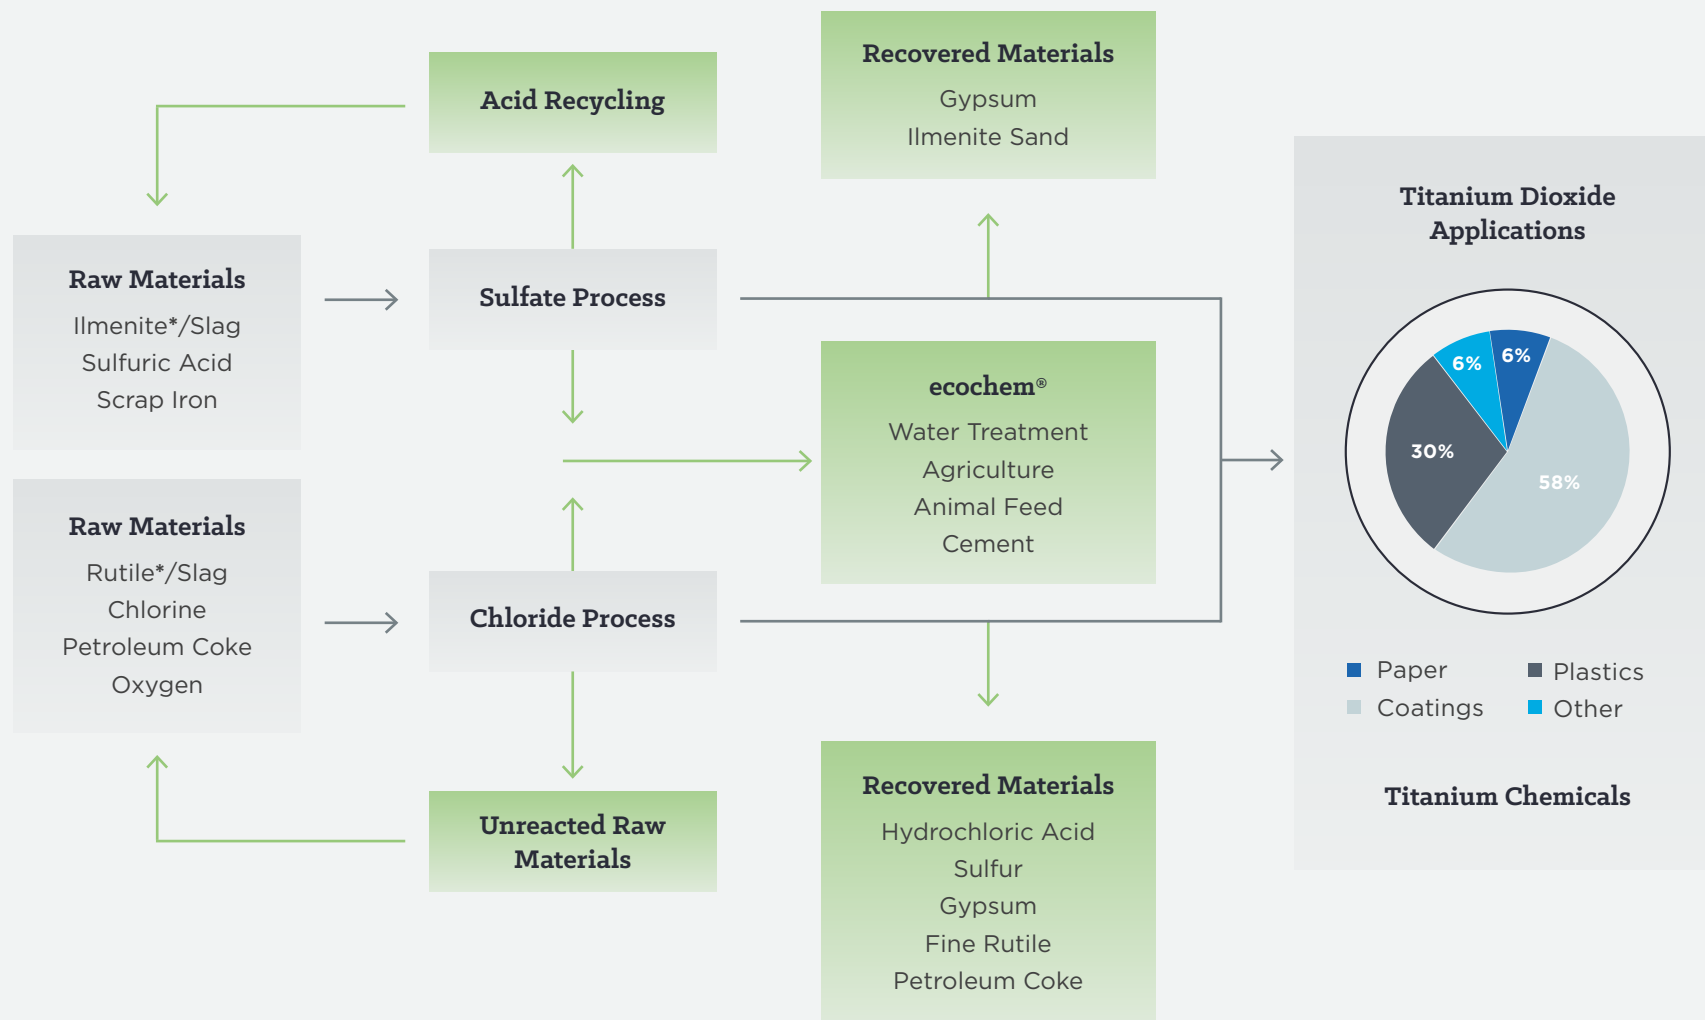 Acid Recycling
Recovered Materials
Gypsum
Ilmenite Sand
Raw Materials
Ilmenite*/Slag
Sulfuric Acid
Scrap Iron
Sulfate Process
ecochem®
Water Treatment
Agriculture
Animal Feed
Cement
Raw Materials
Rutile*/Slag
Chlorine
Petroleum Coke
Oxygen
Chloride Process
Unreacted Raw
Materials
Recovered Materials
Hydrochloric Acid
Sulfur
Gypsum
Fine Rutile
Petroleum Coke
Titanium Dioxide
Applications
6%
6%
30%
58%
Paper
Plastics
Coatings
Other
Titanium Chemicals